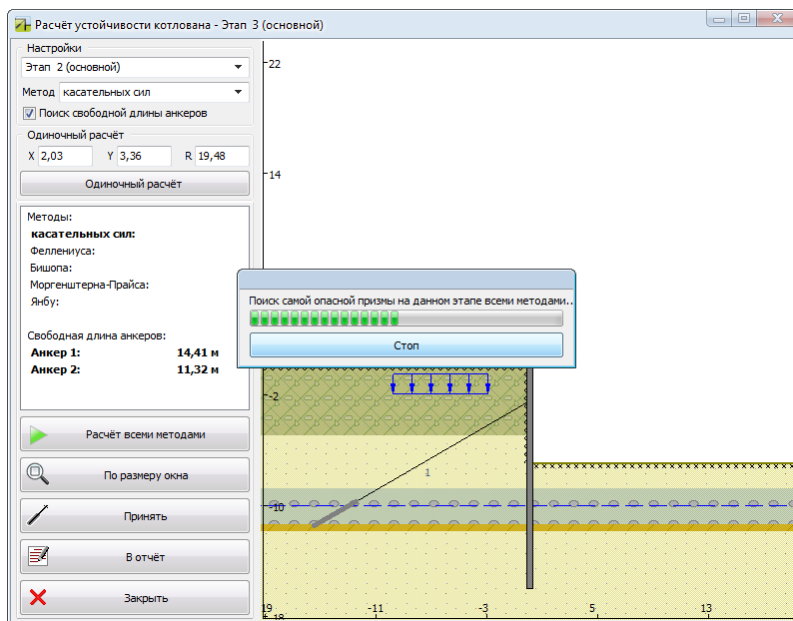 Расчёт устойчивости котлована - Этап 3 (основной)
Настройки
Этап 2 (основной)
Метод касательных сил
Поиск свободной длины анкеров
Одиночный расчёт
X 2,03 Y 3,36 R 19,48
Одиночный расчёт
Методы:
касательных сил:
Феллениуса:
Бишопа:
Моргенштерна-Прайса:
Янбу:
Свободная длина анкеров:
Анкер 1: 14,41 м
Анкер 2: 11,32 м
Расчёт всеми методами
По размеру окна
Принять
В отчёт
Закрыть
22
14
Поиск самой опасной призмы на данном этапе всеми методами..
Стоп
-2
1
-10
19 -11 -3 5 13
-18